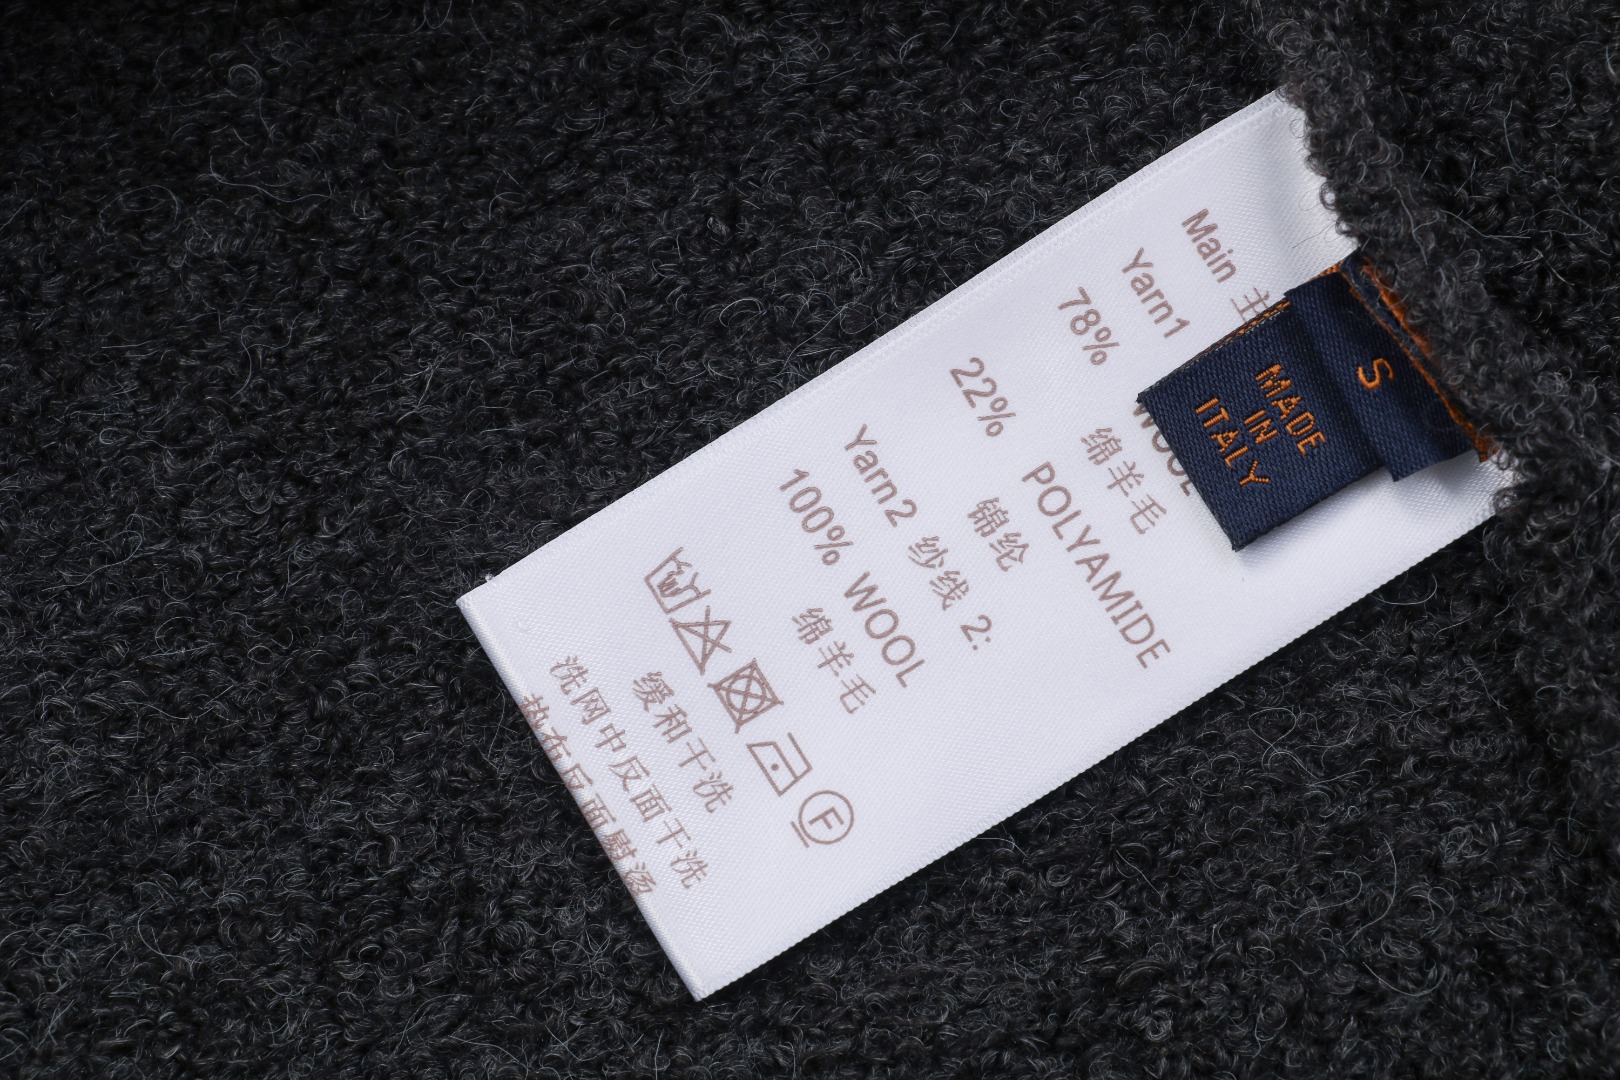 Main 主
Yarn1
78% WOOL
绵羊毛
22% POLYAMIDE
锦纶
Yarn2 纱线 2:
100% WOOL
绵羊毛
F
缓和干洗
洗网中反面干洗
垫布反面熨烫
S
MADE
IN
ITALY